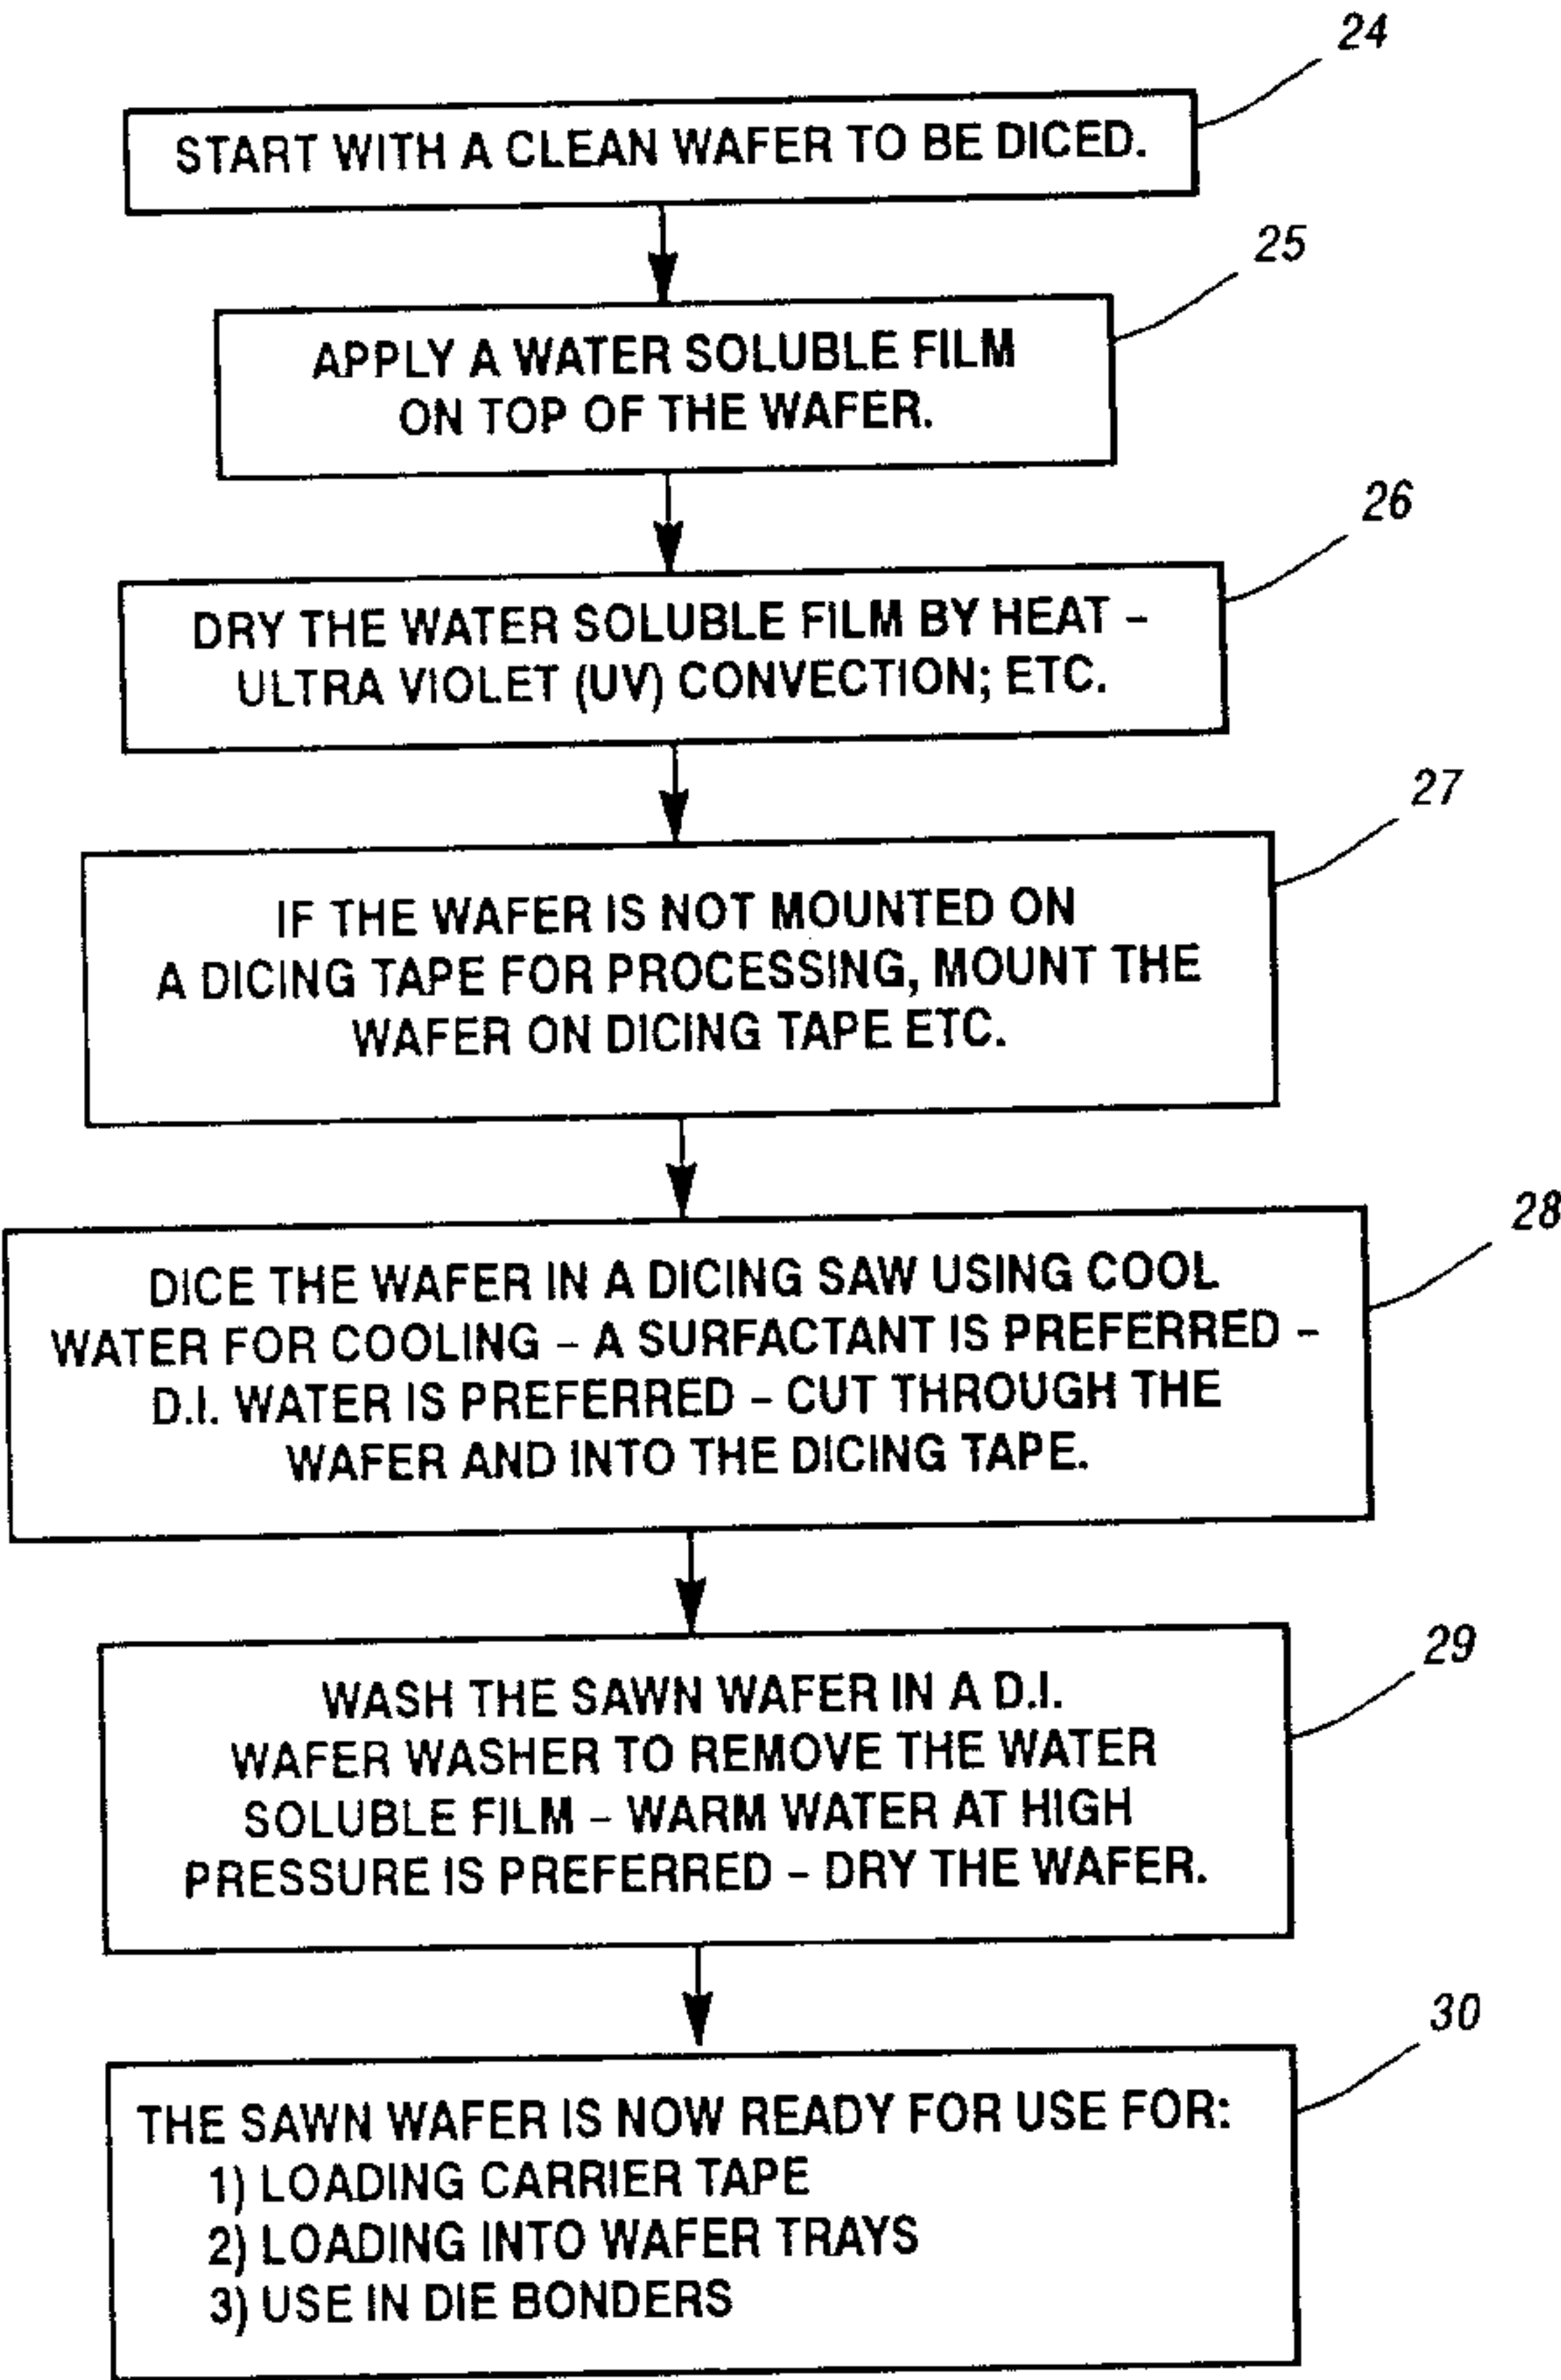 24
START WITH A CLEAN WAFER TO BE DICED.
25
APPLY A WATER SOLUBLE FILM
ON TOP OF THE WAFER.
26
DRY THE WATER SOLUBLE FILM BY HEAT –
ULTRA VIOLET (UV) CONVECTION; ETC.
27
IF THE WAFER IS NOT MOUNTED ON
A DICING TAPE FOR PROCESSING, MOUNT THE
WAFER ON DICING TAPE ETC.
28
DICE THE WAFER IN A DICING SAW USING COOL
WATER FOR COOLING – A SURFACTANT IS PREFERRED –
D.I. WATER IS PREFERRED – CUT THROUGH THE
WAFER AND INTO THE DICING TAPE.
29
WASH THE SAWN WAFER IN A D.I.
WAFER WASHER TO REMOVE THE WATER
SOLUBLE FILM – WARM WATER AT HIGH
PRESSURE IS PREFERRED – DRY THE WAFER.
30
THE SAWN WAFER IS NOW READY FOR USE FOR:
1) LOADING CARRIER TAPE
2) LOADING INTO WAFER TRAYS
3) USE IN DIE BONDERS